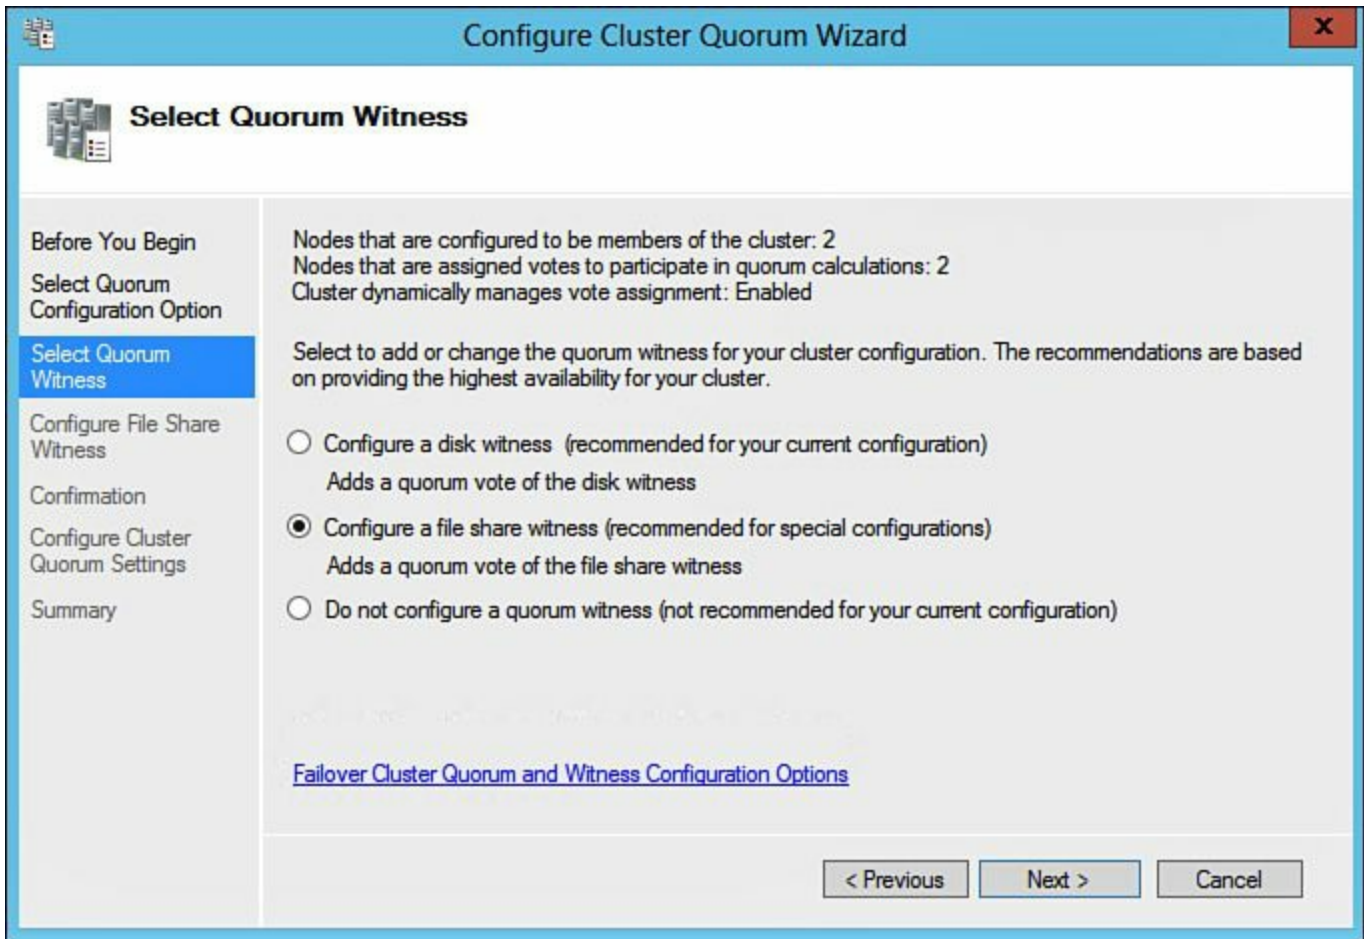 Configure Cluster Quorum Wizard
x
Select Quorum Witness
Before You Begin
Select Quorum
Configuration Option
Select Quorum
Witness
Configure File Share
Witness
Confirmation
Configure Cluster
Quorum Settings
Summary
Nodes that are configured to be members of the cluster: 2
Nodes that are assigned votes to participate in quorum calculations: 2
Cluster dynamically manages vote assignment: Enabled
Select to add or change the quorum witness for your cluster configuration. The recommendations are based
on providing the highest availability for your cluster.
Configure a disk witness (recommended for your current configuration)
Adds a quorum vote of the disk witness
Configure a file share witness (recommended for special configurations)
Adds a quorum vote of the file share witness
Do not configure a quorum witness (not recommended for your current configuration)
Failover Cluster Quorum and Witness Configuration Options
< Previous
Next >
Cancel